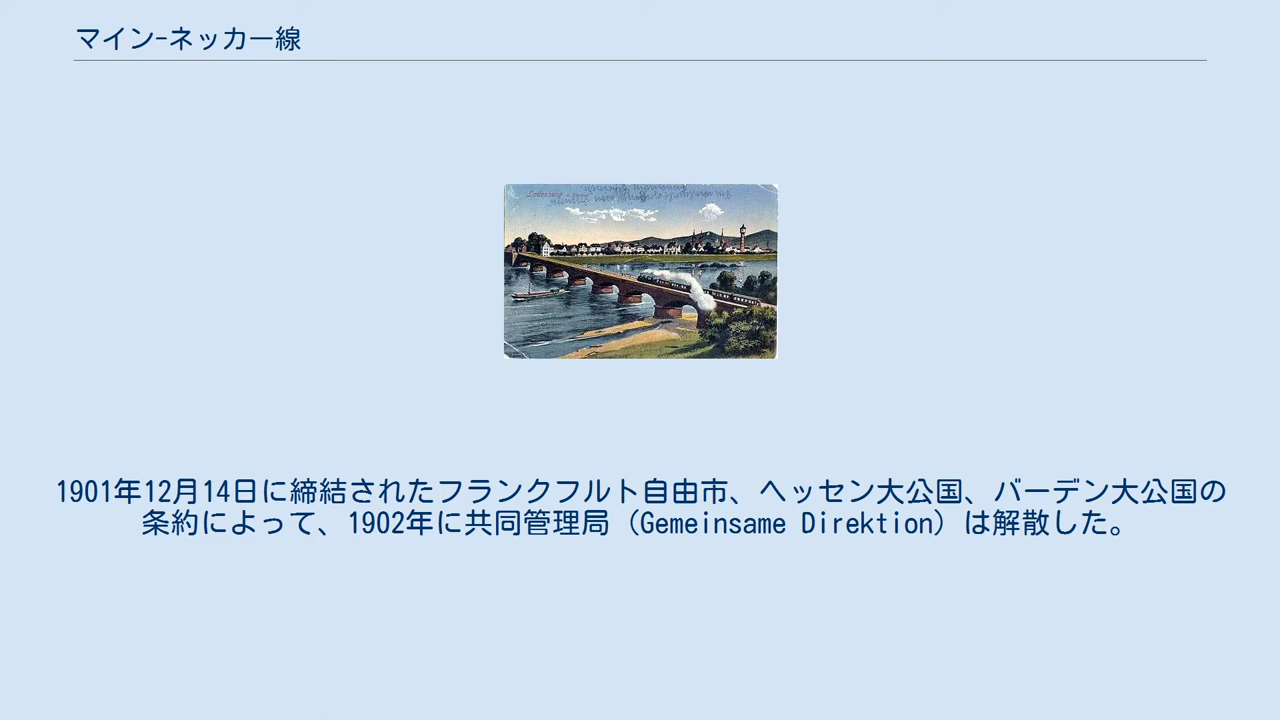 マイン-ネッカー線
Ladenburg
1901年12月14日に締結されたフランクフルト自由市、ヘッセン大公国、バーデン大公国の
条約によって、1902年に共同管理局（Gemeinsame Direktion）は解散した。